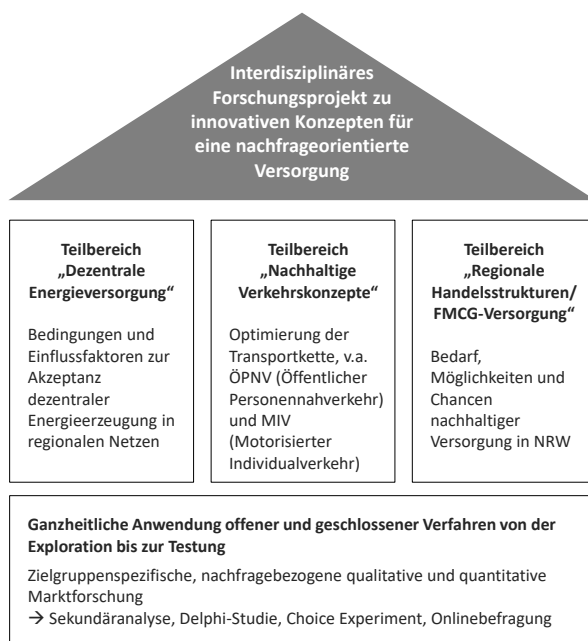 Interdisziplinäres
Forschungsprojekt zu
innovativen Konzepten für
eine nachfrageorientierte
Versorgung
Teilbereich
„Dezentrale
Energieversorgung“
Bedingungen und
Einflussfaktoren zur
Akzeptanz
dezentraler
Energieerzeugung in
regionalen Netzen
Teilbereich
„Nachhaltige
Verkehrskonzepte“
Optimierung der
Transportkette, v.a.
ÖPNV (Öffentlicher
Personennahverkehr)
und MIV
(Motorisierter
Individualverkehr)
Teilbereich
„Regionale
Handelsstrukturen/
FMCG-Versorgung“
Bedarf,
Möglichkeiten und
Chancen
nachhaltiger
Versorgung in NRW
Ganzheitliche Anwendung offener und geschlossener Verfahren von der
Exploration bis zur Testung
Zielgruppenspezifische, nachfragebezogene qualitative und quantitative
Marktforschung
→ Sekundäranalyse, Delphi-Studie, Choice Experiment, Onlinebefragung